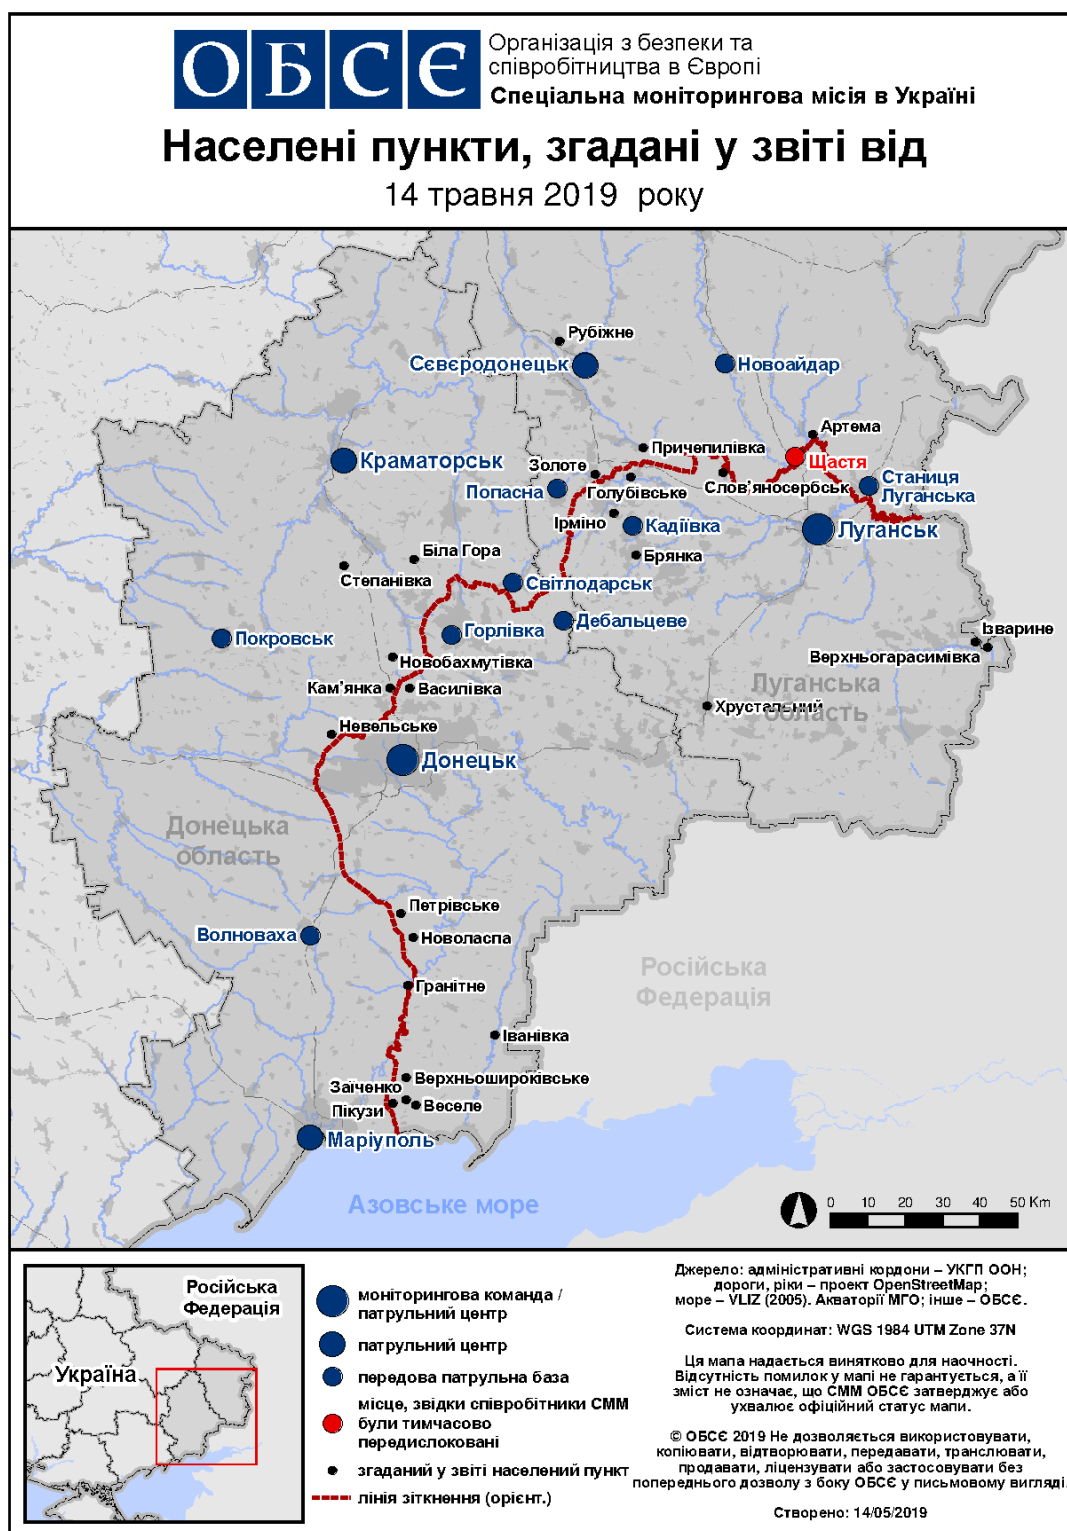 ОБСЄ
Організація з безпеки та
співробітництва в Європі
Спеціальна моніторингова місія в Україні
Населені пункти, згадані у звіті від
14 травня 2019 року
Рубіжне
Сєвєродонецьк
Новоайдар
Артема
Причепилівка
Щастя
Краматорськ
Золоте
Станиця
Луганська
Попасна
Голубівське
Слов'яносербськ
Ірміно
Кадіївка
Луганськ
Біла Гора
Брянка
Степанівка
Світлодарськ
Дебальцеве
Ізварине
Покровськ
Горлівка
Верхньогарасимівка
Новобахмутівка
Кам'янка
Василівка
Луганська
область
Хрустальний
Невельське
Донецьк
Донецька
область
Петрівське
Волноваха
Новоласпа
Російська
Федерація
Гранітне
Іванівка
Верхньошироківське
Заїченко
Пікузи
Веселе
Маріуполь
Азовське море
0 10 20 30 40 50 Km
Російська
Федерація
Україна
моніторингова команда /
патрульний центр
патрульний центр
передова патрульна база
місце, звідки співробітники СММ
були тимчасово
передислоковані
згаданий у звіті населений пункт
лінія зіткнення (орієнт.)
Джерело: адміністративні кордони – УКГП ООН;
дороги, ріки – проект OpenStreetMap;
море – VLIZ (2005). Акваторії МГО; інше – ОБСЄ.
Система координат: WGS 1984 UTM Zone 37N
Ця мапа надається винятково для наочності.
Відсутність помилок у мапі не гарантується, а її
зміст не означає, що СММ ОБСЄ затверджує або
ухвалює офіційний статус мапи.
© ОБСЄ 2019 Не дозволяється використовувати,
копіювати, відтворювати, передавати, транслювати,
продавати, ліцензувати або застосовувати без
попереднього дозволу з боку ОБСЄ у письмовому вигляді.
Створено: 14/05/2019